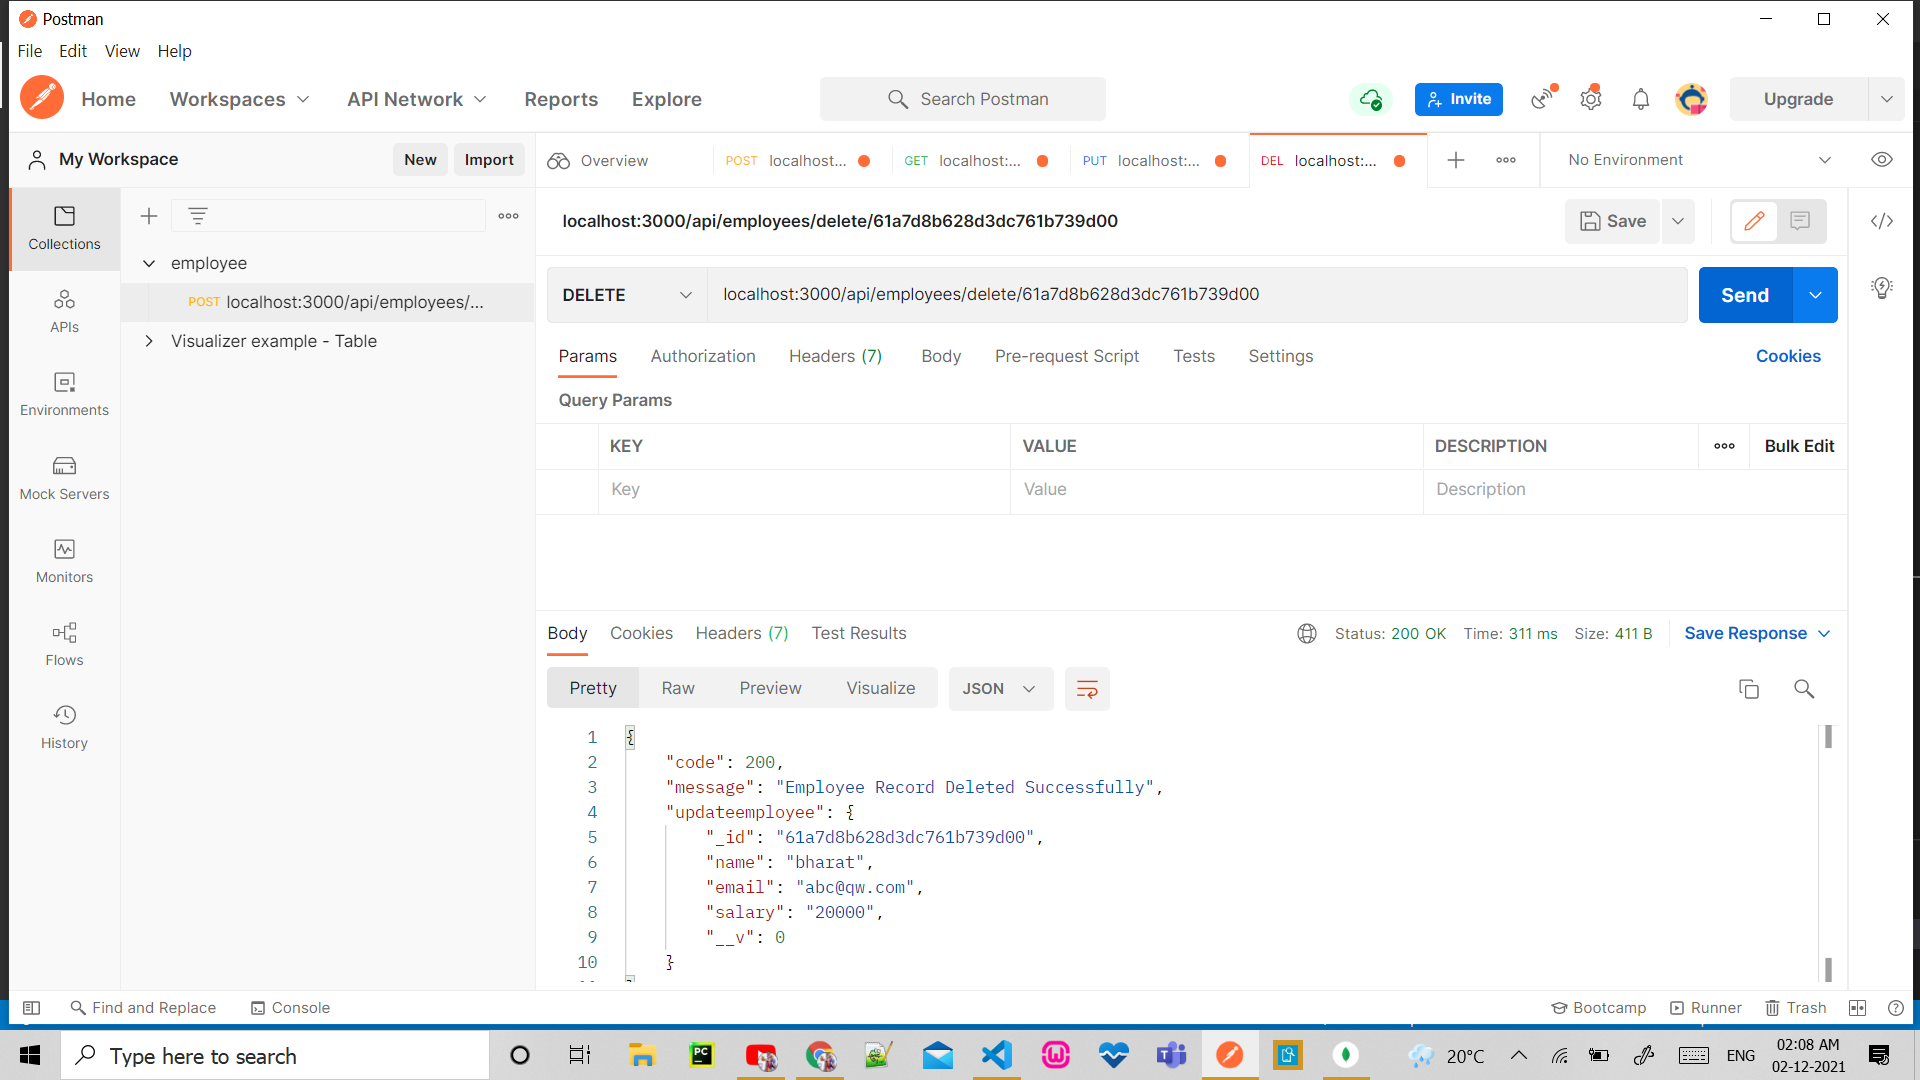 Postman
File Edit View Help
Home Workspaces API Network Reports Explore Search Postman Invite Upgrade
My Workspace New Import Overview POST localhost... GET localhost:... PUT localhost:... DEL localhost:... No Environment
Collections
localhost:3000/api/employees/delete/61a7d8b628d3dc761b739d00 Save
employee
POST localhost:3000/api/employees/...
Visualizer example - Table
APIs
Environments
Mock Servers
Monitors
Flows
History
DELETE localhost:3000/api/employees/delete/61a7d8b628d3dc761b739d00 Send
Params Authorization Headers (7) Body Pre-request Script Tests Settings Cookies
Query Params
KEY VALUE DESCRIPTION Bulk Edit
Key Value Description
Body Cookies Headers (7) Test Results Status: 200 OK Time: 311 ms Size: 411 B Save Response
Pretty Raw Preview Visualize JSON
1 {
2 "code": 200,
3 "message": "Employee Record Deleted Successfully",
4 "updateemployee": {
5 "_id": "61a7d8b628d3dc761b739d00",
6 "name": "bharat",
7 "email": "abc@qw.com",
8 "salary": "20000",
9 "__v": 0
10 }
Find and Replace Console Bootcamp Runner Trash
Type here to search PC 20°C ENG 02:08 AM
02-12-2021